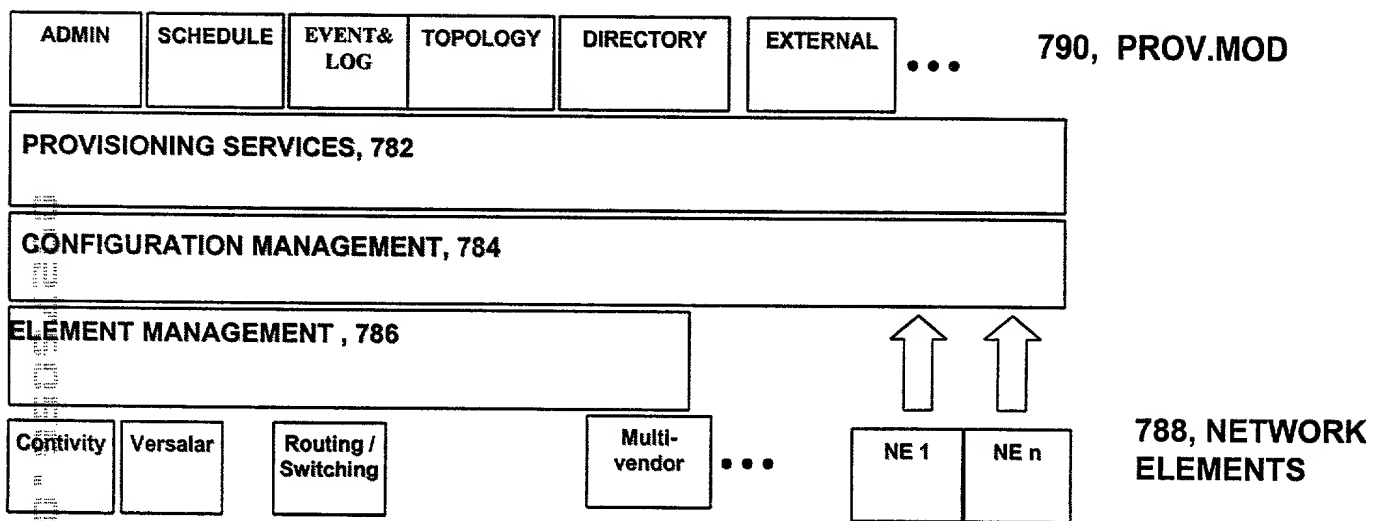 ADMIN
SCHEDULE
EVENT&
LOG
TOPOLOGY
DIRECTORY
EXTERNAL
790, PROV.MOD
PROVISIONING SERVICES, 782
CONFIGURATION MANAGEMENT, 784
ELEMENT MANAGEMENT , 786
Contivity
Versalar
Routing /
Switching
Multi-
vendor
NE 1
NE n
788, NETWORK
ELEMENTS